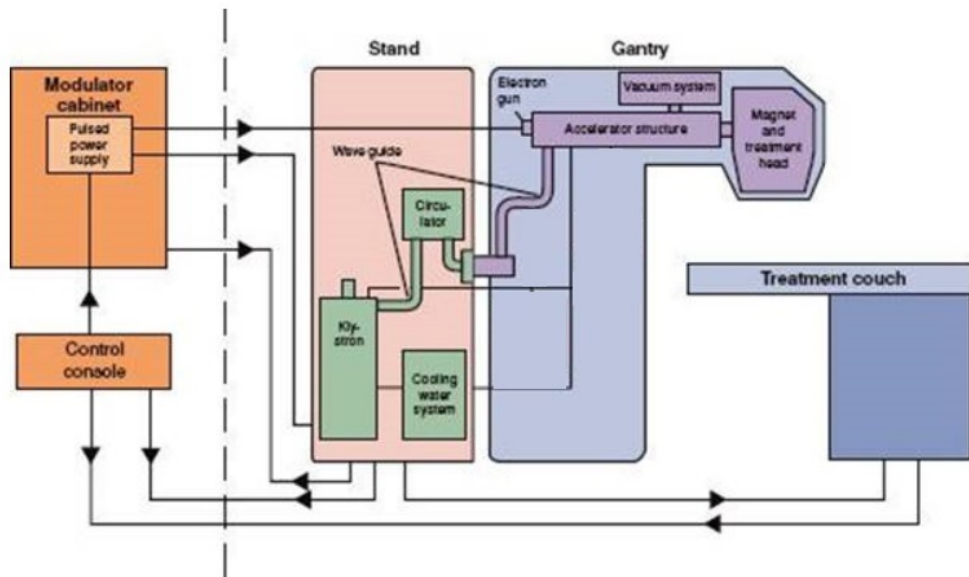 Stand
Gantry
Modulator
cabinet
Pulsed
power
supply
Electron
gun
Vacuum system
Accelerator structure
Magnet
and
treatment
head
Wave guide
Circu-
lator
Treatment couch
Kly-
stron
Control
console
Cooling
water
system